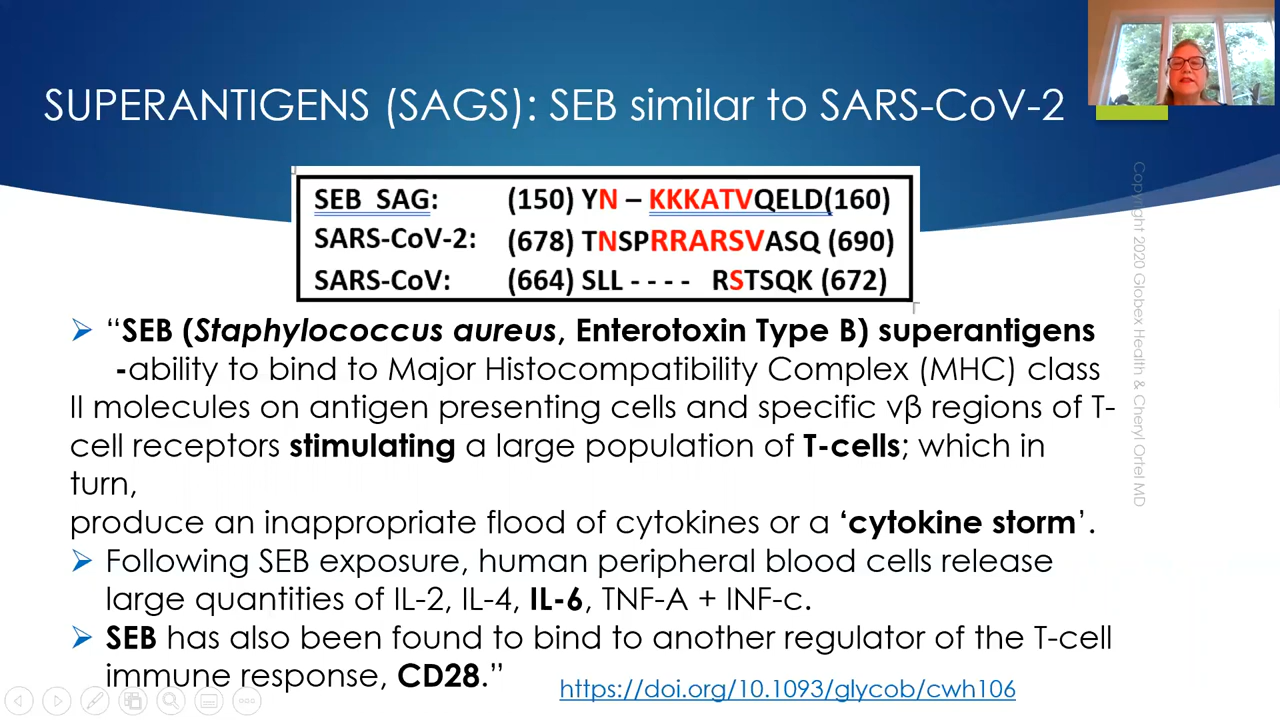 SUPERANTIGENS (SAGS): SEB similar to SARS-CoV-2
SEB SAG: (150) YN – KKKATVQELD(160)
SARS-CoV-2: (678) TNSPRRARSVASQ (690)
SARS-CoV: (664) SLL - - - - RSTSQK (672)
“SEB (Staphylococcus aureus, Enterotoxin Type B) superantigens
-ability to bind to Major Histocompatibility Complex (MHC) class
II molecules on antigen presenting cells and specific vβ regions of T-
cell receptors stimulating a large population of T-cells; which in
turn,
produce an inappropriate flood of cytokines or a ‘cytokine storm’.
Following SEB exposure, human peripheral blood cells release
large quantities of IL-2, IL-4, IL-6, TNF-A + INF-c.
SEB has also been found to bind to another regulator of the T-cell
immune response, CD28.”
https://doi.org/10.1093/glycob/cwh106
Copyright 2020 Globex Health & Cheryl Ortel MD